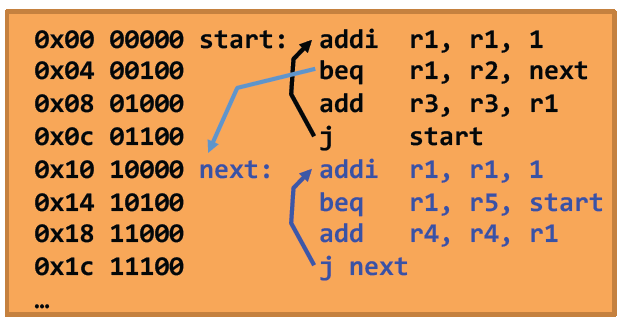 0x00 00000 start: addi r1, r1, 1
0x04 00100 beq r1, r2, next
0x08 01000 add r3, r3, r1
0x0c 01100 j start
0x10 10000 next: addi r1, r1, 1
0x14 10100 beq r1, r5, start
0x18 11000 add r4, r4, r1
0x1c 11100 j next
…